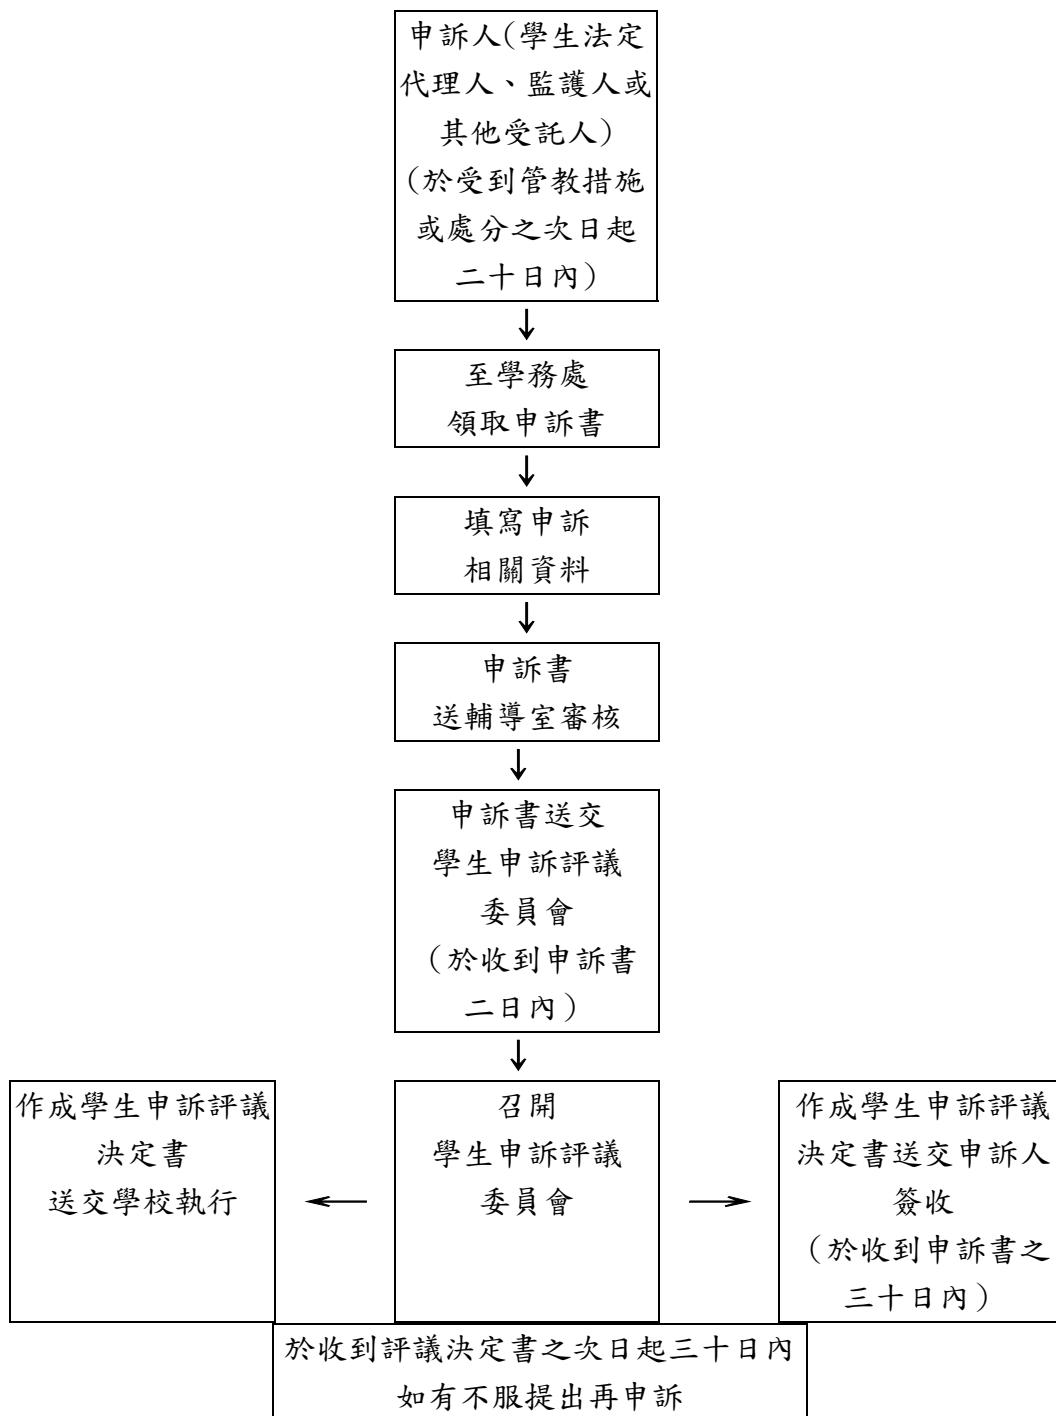 申訴人(學生法定
代理人、監護人或
其他受託人)
(於受到管教措施
或處分之次日起
二十日內)
至學務處
領取申訴書
填寫申訴
相關資料
申訴書
送輔導室審核
申訴書送交
學生申訴評議
委員會
(於收到申訴書
二日內)
作成學生申訴評議
決定書
送交學校執行
召開
學生申訴評議
委員會
作成學生申訴評議
決定書送交申訴人
簽收
(於收到申訴書之
三十日內)
於收到評議決定書之次日起三十日內
如有不服提出再申訴